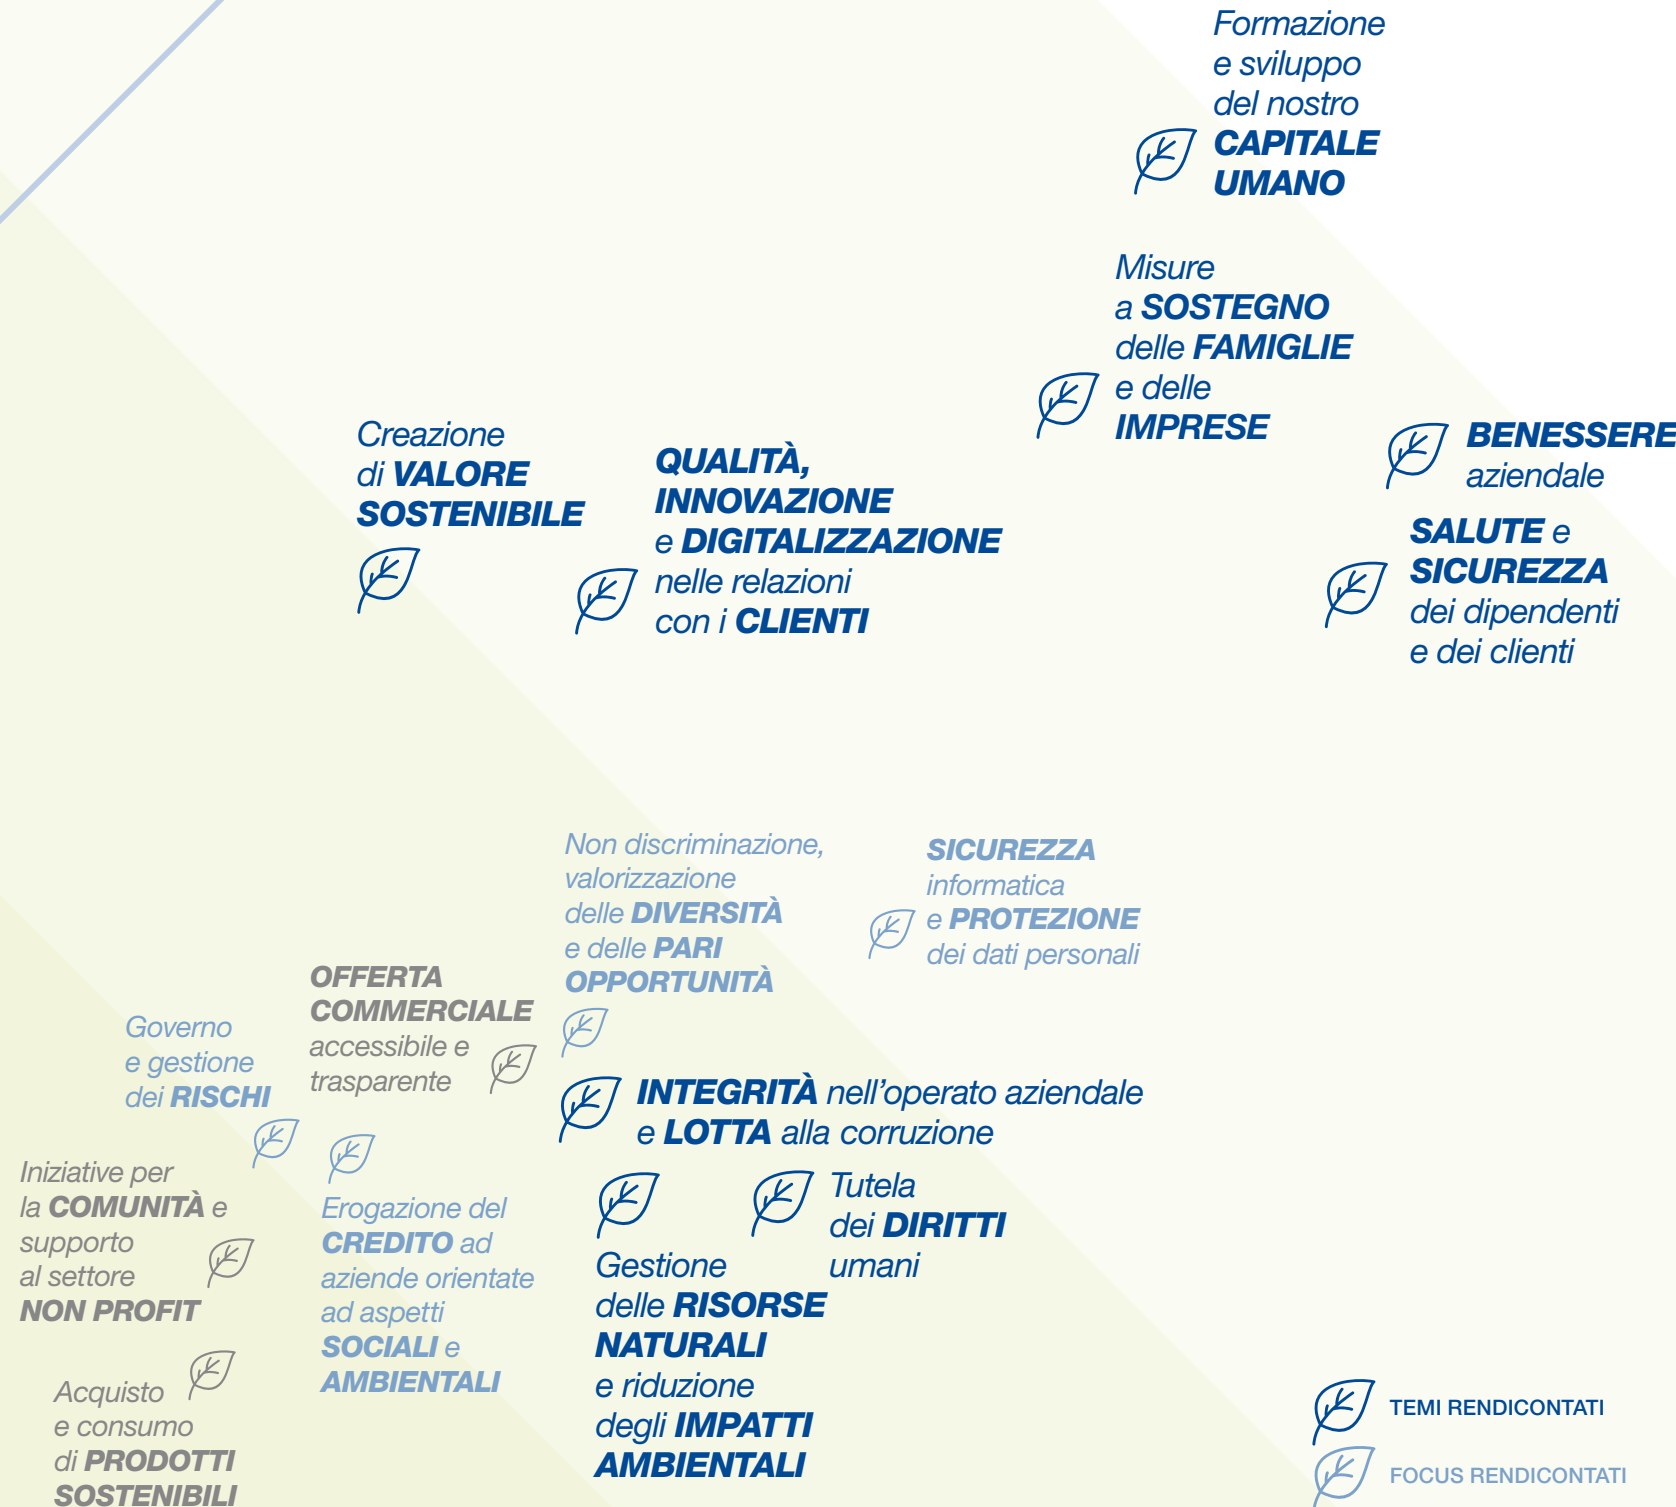 Formazione
e sviluppo
del nostro
CAPITALE
UMANO
Misure
a SOSTEGNO
delle FAMIGLIE
e delle
IMPRESE
Creazione
di VALORE
SOSTENIBILE
QUALITÀ,
INNOVAZIONE
e DIGITALIZZAZIONE
nelle relazioni
con i CLIENTI
BENESSERE
aziendale
SALUTE e
SICUREZZA
dei dipendenti
e dei clienti
Non discriminazione,
valorizzazione
delle DIVERSITÀ
e delle PARI
OPPORTUNITÀ
SICUREZZA
informatica
e PROTEZIONE
dei dati personali
OFFERTA
COMMERCIALE
accessibile e
trasparente
Governo
e gestione
dei RISCHI
INTEGRITÀ nell'operato aziendale
e LOTTA alla corruzione
Iniziative per
la COMUNITÀ e
supporto
al settore
NON PROFIT
Erogazione del
CREDITO ad
aziende orientate
ad aspetti
SOCIALI e
AMBIENTALI
Tutela
dei DIRITTI
umani
Gestione
delle RISORSE
NATURALI
e riduzione
degli IMPATTI
AMBIENTALI
Acquisto
e consumo
di PRODOTTI
SOSTENIBILI
TEMI RENDICONTATI
FOCUS RENDICONTATI